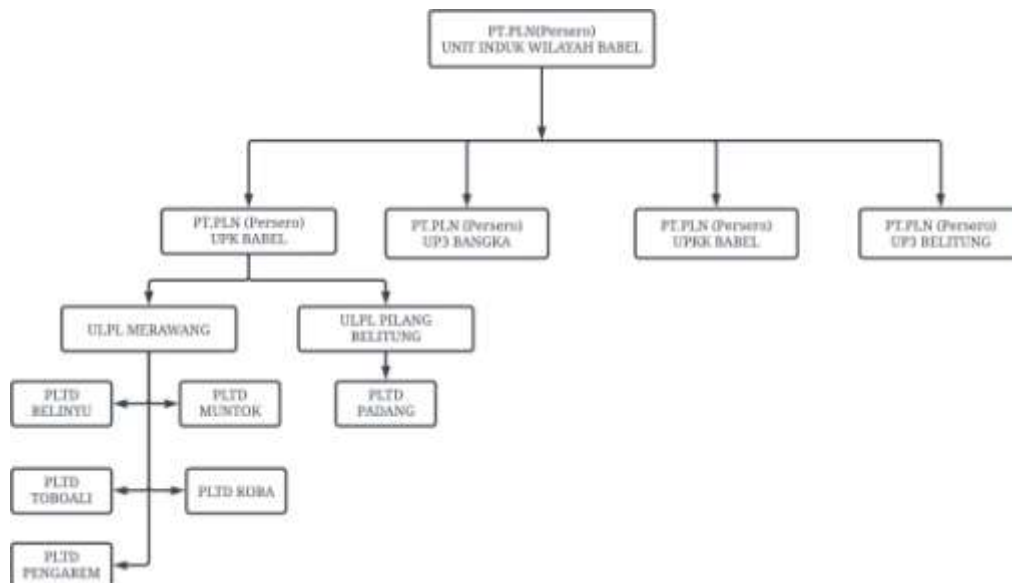 PT.PLN(Persero)
UNIT INDUK WILAYAH BABEL
PT.PLN (Persero)
UPK BABEL
PT.PLN (Persero)
UP3 BANGKA
PT.PLN (Persero)
UPKK BABEL
PT.PLN (Persero)
UP3 BELITUNG
ULPL MERAWANG
ULPL PILANG
BELITUNG
PLTD
BELINYU
PLTD
MUNTOK
PLTD
PADANG
PLTD
TOBOALI
PLTD KOBA
PLTD
PENGAREM